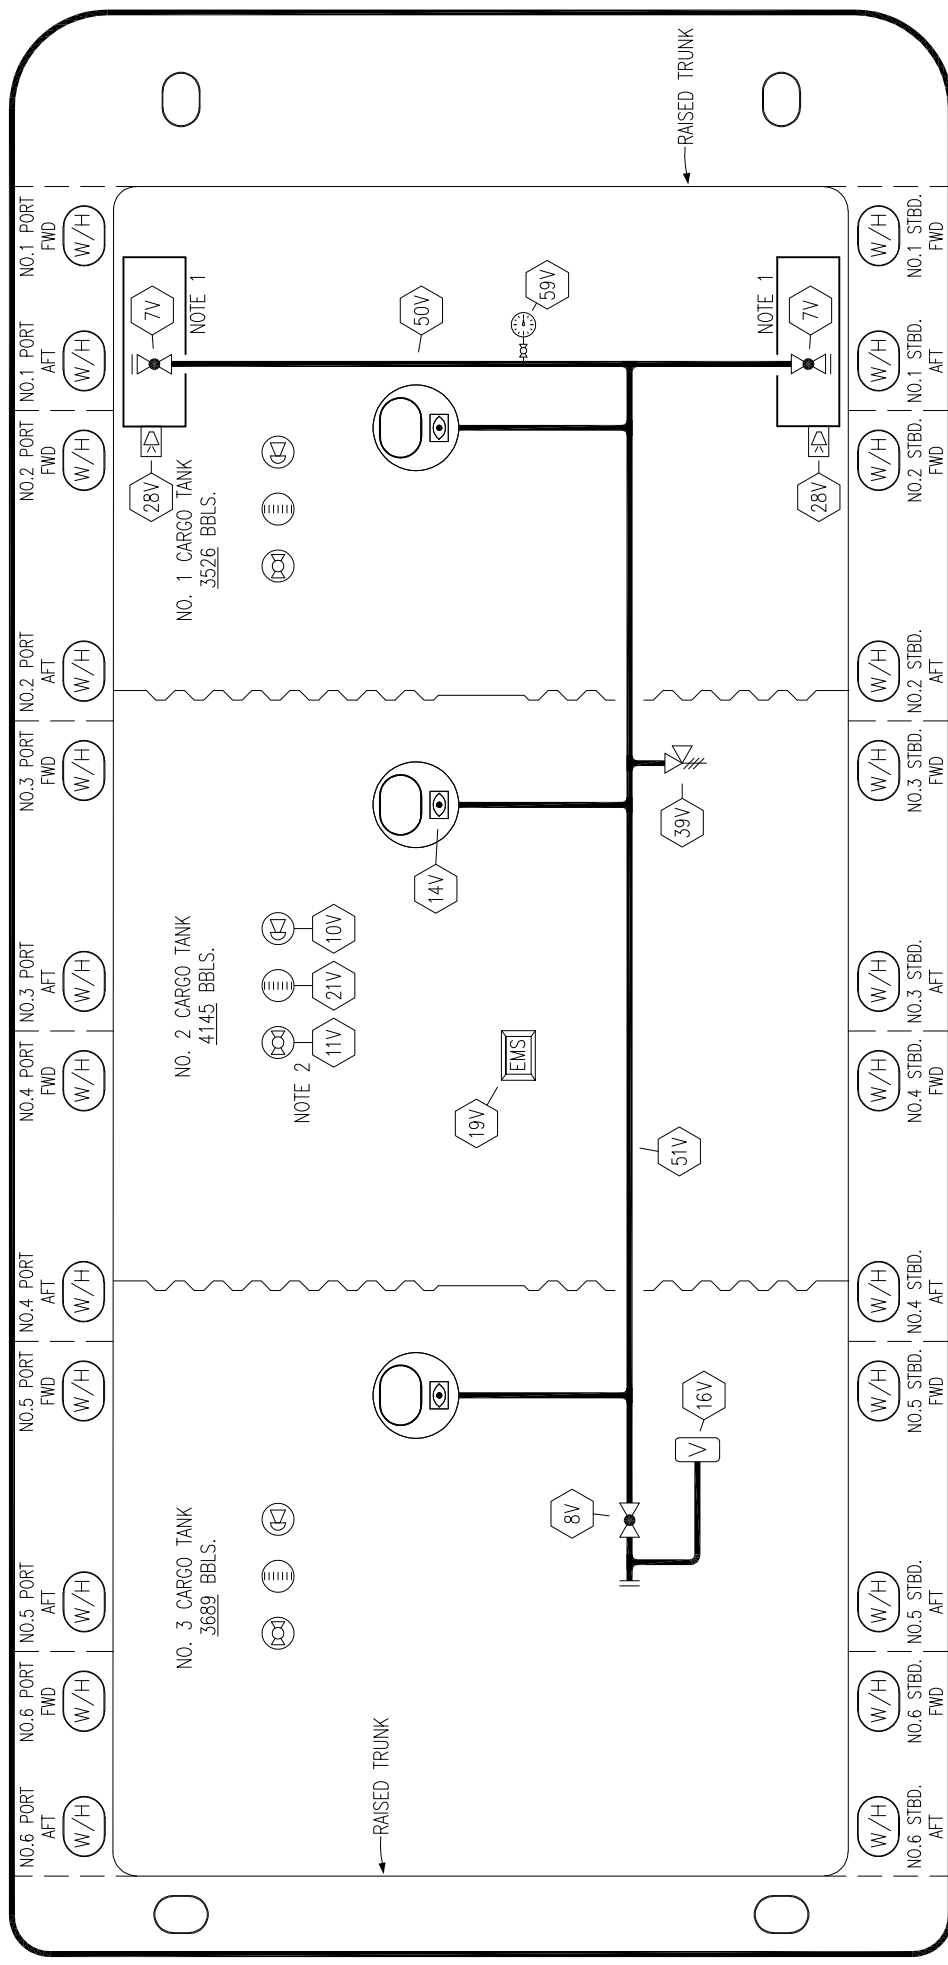 NO.6 PORT
AFT
W/H
NO.6 PORT
FWD
W/H
NO.5 PORT
AFT
W/H
NO.5 PORT
FWD
W/H
NO.4 PORT
AFT
W/H
NO.4 PORT
FWD
W/H
NO.3 PORT
AFT
W/H
NO.3 PORT
FWD
W/H
NO.2 PORT
AFT
W/H
NO.2 PORT
FWD
W/H
NO.1 PORT
AFT
W/H
NO.1 PORT
FWD
W/H
28V
7V
NOTE 1
NO. 3 CARGO TANK
3689 BBLS.
NO. 2 CARGO TANK
4145 BBLS.
NO. 1 CARGO TANK
3526 BBLS.
NOTE 2
11V
21V
10V
RAISED TRUNK
14V
50V
19V
EMS
59V
8V
16V
V
51V
39V
RAISED TRUNK
NOTE 1
28V
7V
W/H
NO.6 STBD.
AFT
W/H
NO.6 STBD.
FWD
W/H
NO.5 STBD.
AFT
W/H
NO.5 STBD.
FWD
W/H
NO.4 STBD.
AFT
W/H
NO.4 STBD.
FWD
W/H
NO.3 STBD.
AFT
W/H
NO.3 STBD.
FWD
W/H
NO.2 STBD.
AFT
W/H
NO.2 STBD.
FWD
W/H
NO.1 STBD.
AFT
W/H
NO.1 STBD.
FWD